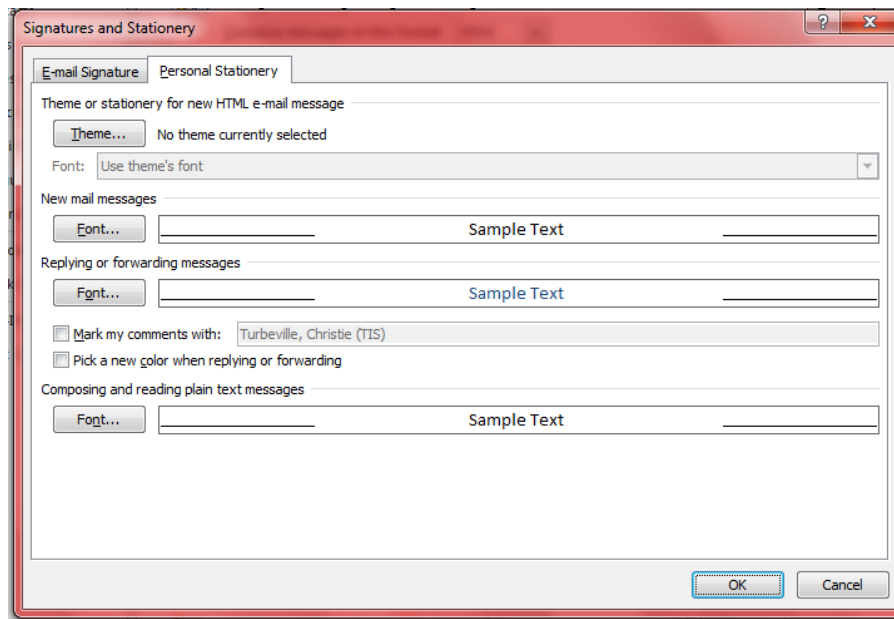 Signatures and Stationery
E-mail Signature Personal Stationery
Theme or stationery for new HTML e-mail message
Theme... No theme currently selected
Font: Use theme's font
New mail messages
Font... Sample Text
Replying or forwarding messages
Font... Sample Text
Mark my comments with: Turbeville, Christie (TIS)
Pick a new color when replying or forwarding
Composing and reading plain text messages
Font... Sample Text
OK Cancel